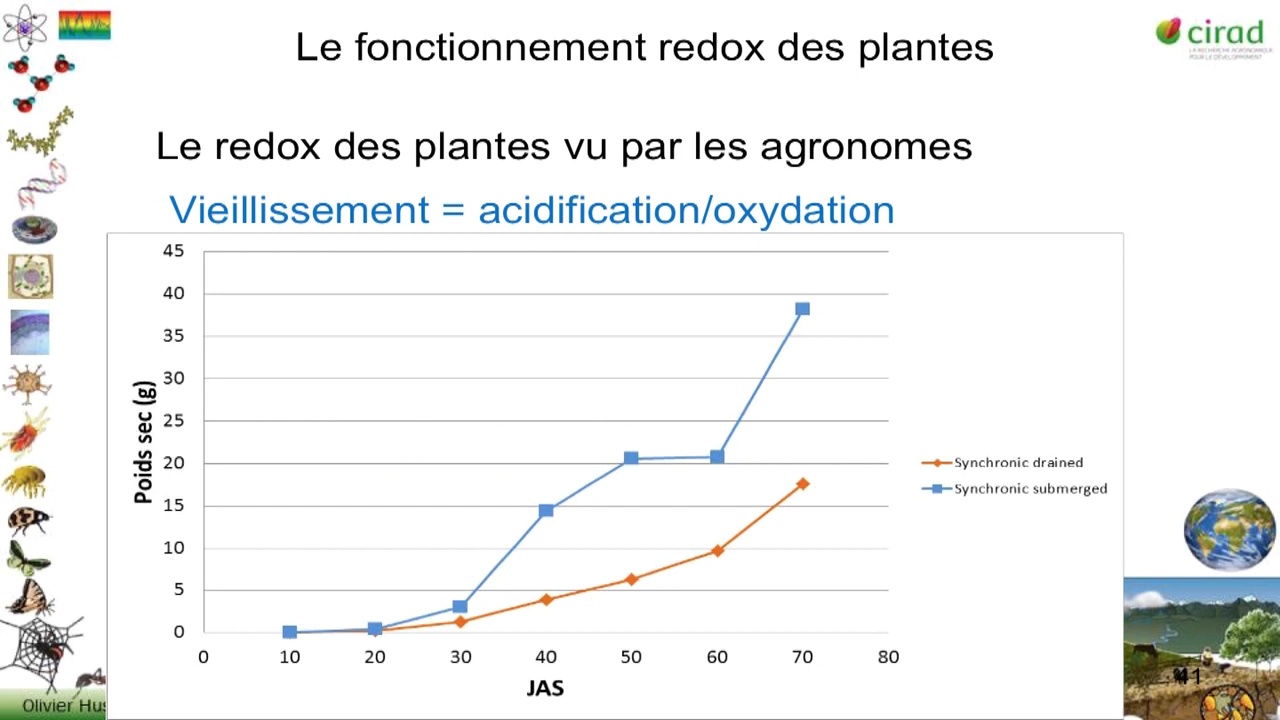 Le fonctionnement redox des plantes
cirad
LA RECHERCHE AGRONOMIQUE
POUR LE DÉVELOPPEMENT
Le redox des plantes vu par les agronomes
Vieillissement = acidification/oxydation
45
40
35
30
25
20
15
10
5
0
Poids sec (g)
0 10 20 30 40 50 60 70 80
JAS
Synchronic drained
Synchronic submerged
41
Olivier Hus